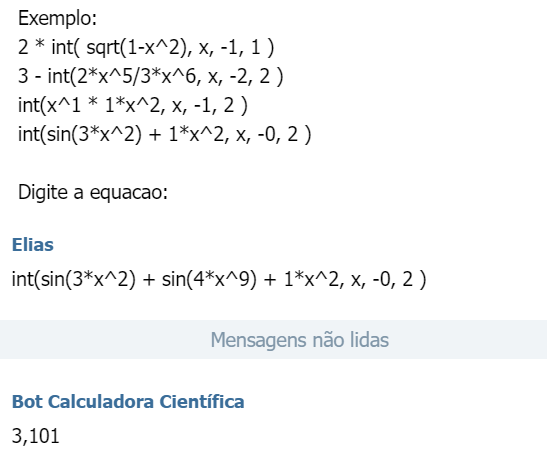 Exemplo:
2 * int( sqrt(1-x^2), x, -1, 1 )
3 - int(2*x^5/3*x^6, x, -2, 2 )
int(x^1 * 1*x^2, x, -1, 2 )
int(sin(3*x^2) + 1*x^2, x, -0, 2 )
Digite a equacao:
Elias
int(sin(3*x^2) + sin(4*x^9) + 1*x^2, x, -0, 2 )
Mensagens não lidas
Bot Calculadora Científica
3,101